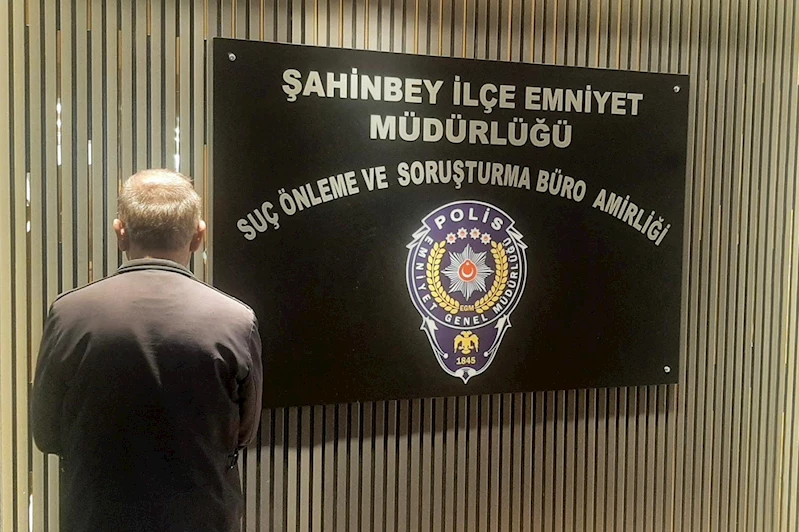 ŞAHİNBEY İLÇE EMNİYET
MÜDÜRLÜĞÜ
SUÇ ÖNLEME VE SORUŞTURMA BÜRO AMİRLİĞİ
POLİS
EMNİYET GENEL MÜDÜRLÜĞÜ
EGM
1845